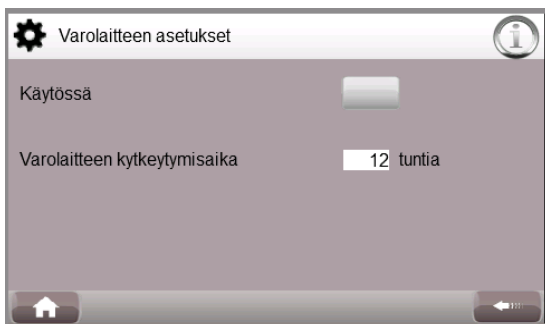 Varolaitteen asetukset
Käytössä
Varolaitteen kytkeytymisaika 12 tuntia